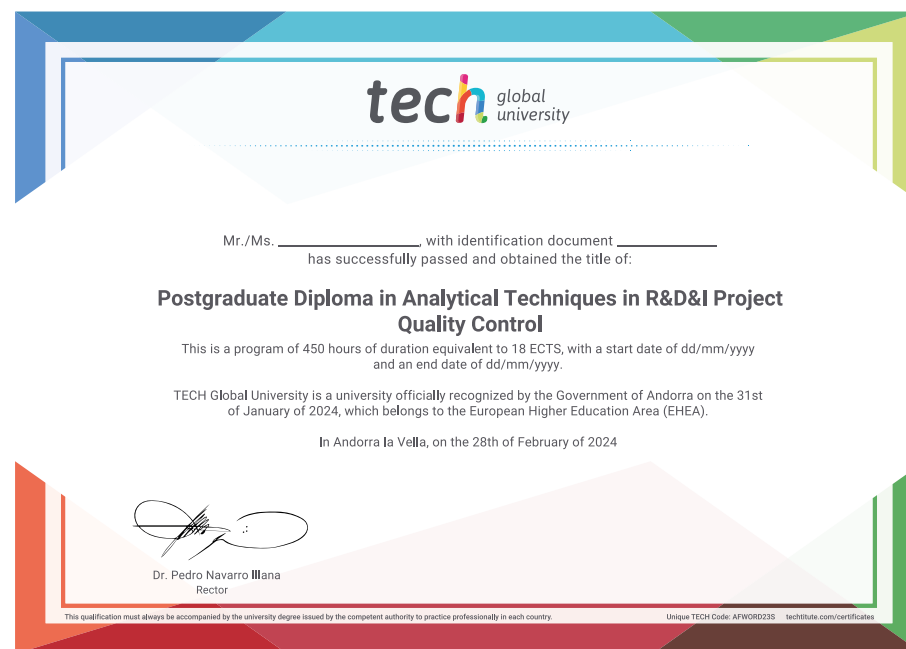 tech global university
Mr./Ms. ____________________, with identification document ______________
has successfully passed and obtained the title of:
Postgraduate Diploma in Analytical Techniques in R&D&I Project
Quality Control
This is a program of 450 hours of duration equivalent to 18 ECTS, with a start date of dd/mm/yyyy
and an end date of dd/mm/yyyy.
TECH Global University is a university officially recognized by the Government of Andorra on the 31st
of January of 2024, which belongs to the European Higher Education Area (EHEA).
In Andorra la Vella, on the 28th of February of 2024
Dr. Pedro Navarro Illana
Rector
This qualification must always be accompanied by the university degree issued by the competent authority to practice professionally in each country.
Unique TECH Code: AFWORD23S techtitute.com/certificates